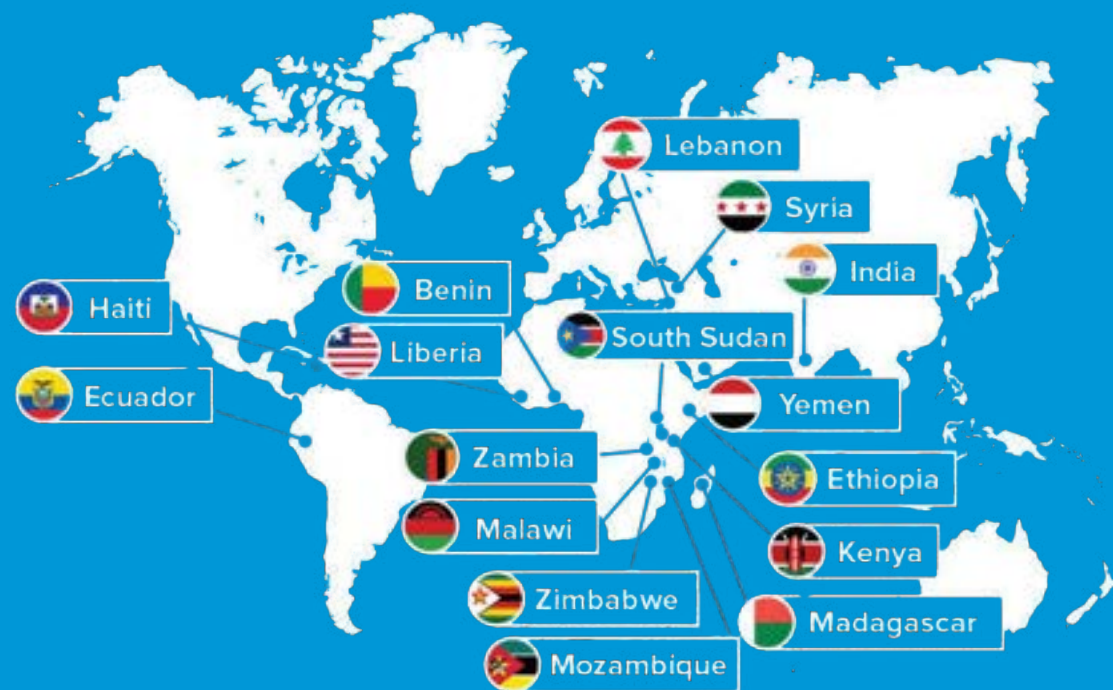 Lebanon
Syria
India
Benin
Haiti
South Sudan
Liberia
Ecuador
Yemen
Zambia
Ethiopia
Malawi
Kenya
Zimbabwe
Madagascar
Mozambique